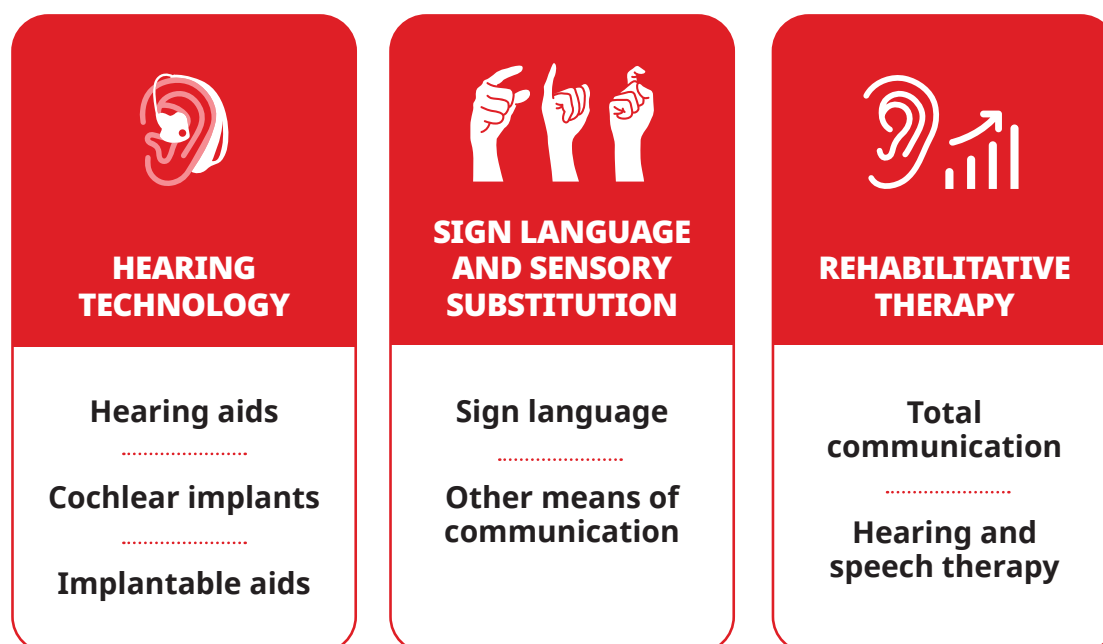 HEARING
TECHNOLOGY
Hearing aids
Cochlear implants
Implantable aids
SIGN LANGUAGE
AND SENSORY
SUBSTITUTION
Sign language
Other means of
communication
REHABILITATIVE
THERAPY
Total
communication
Hearing and
speech therapy